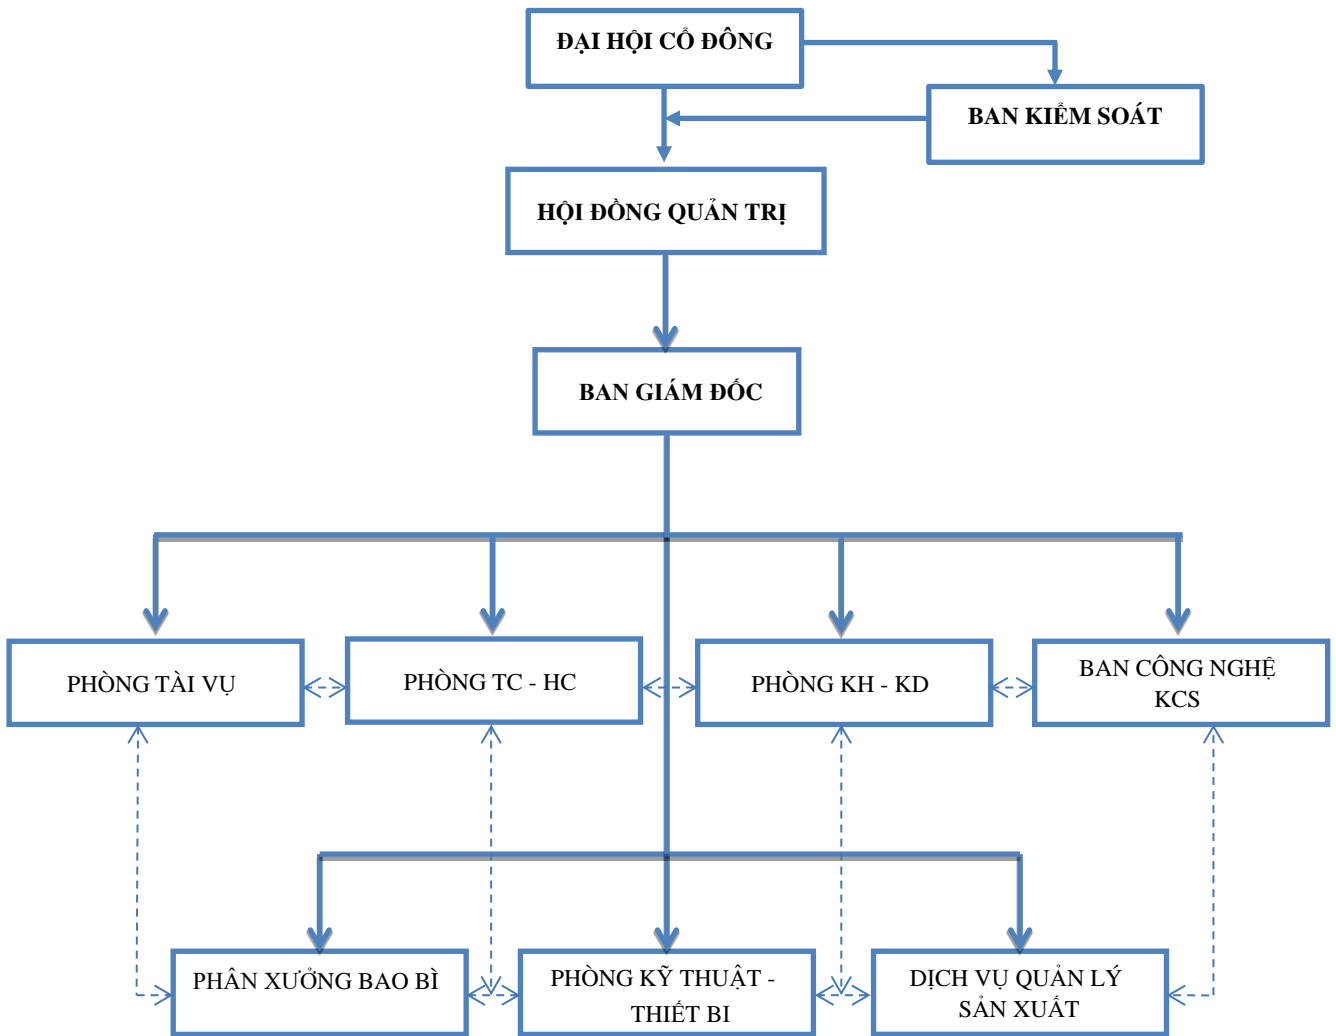 ĐẠI HỘI CỔ ĐÔNG
BAN KIỂM SOÁT
HỘI ĐỒNG QUẢN TRỊ
BAN GIÁM ĐỐC
PHÒNG TÀI VỤ
PHÒNG TC - HC
PHÒNG KH - KD
BAN CÔNG NGHỆ
KCS
PHÂN XƯỞNG BAO BÌ
PHÒNG KỸ THUẬT -
THIẾT BI
DỊCH VỤ QUẢN LÝ
SẢN XUẤT